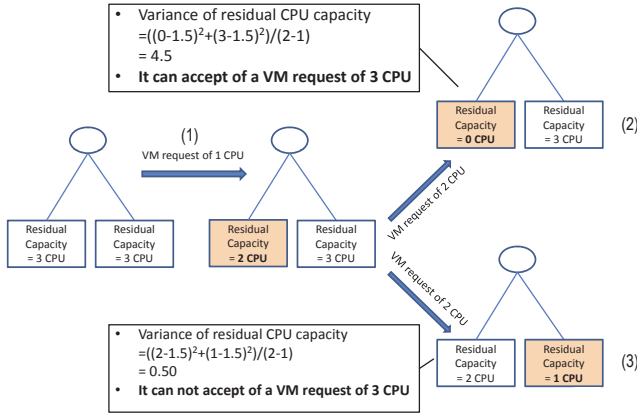 • Variance of residual CPU capacity
=((0-1.5)²+(3-1.5)²)/(2-1)
= 4.5
• It can accept of a VM request of 3 CPU
Residual
Capacity
= 0 CPU
Residual
Capacity
= 3 CPU
(2)
(1)
VM request of 1 CPU
Residual
Capacity
= 3 CPU
Residual
Capacity
= 3 CPU
Residual
Capacity
= 2 CPU
Residual
Capacity
= 3 CPU
VM request of 2 CPU
VM request of 2 CPU
• Variance of residual CPU capacity
=((2-1.5)²+(1-1.5)²)/(2-1)
= 0.50
• It can not accept of a VM request of 3 CPU
Residual
Capacity
= 2 CPU
Residual
Capacity
= 1 CPU
(3)